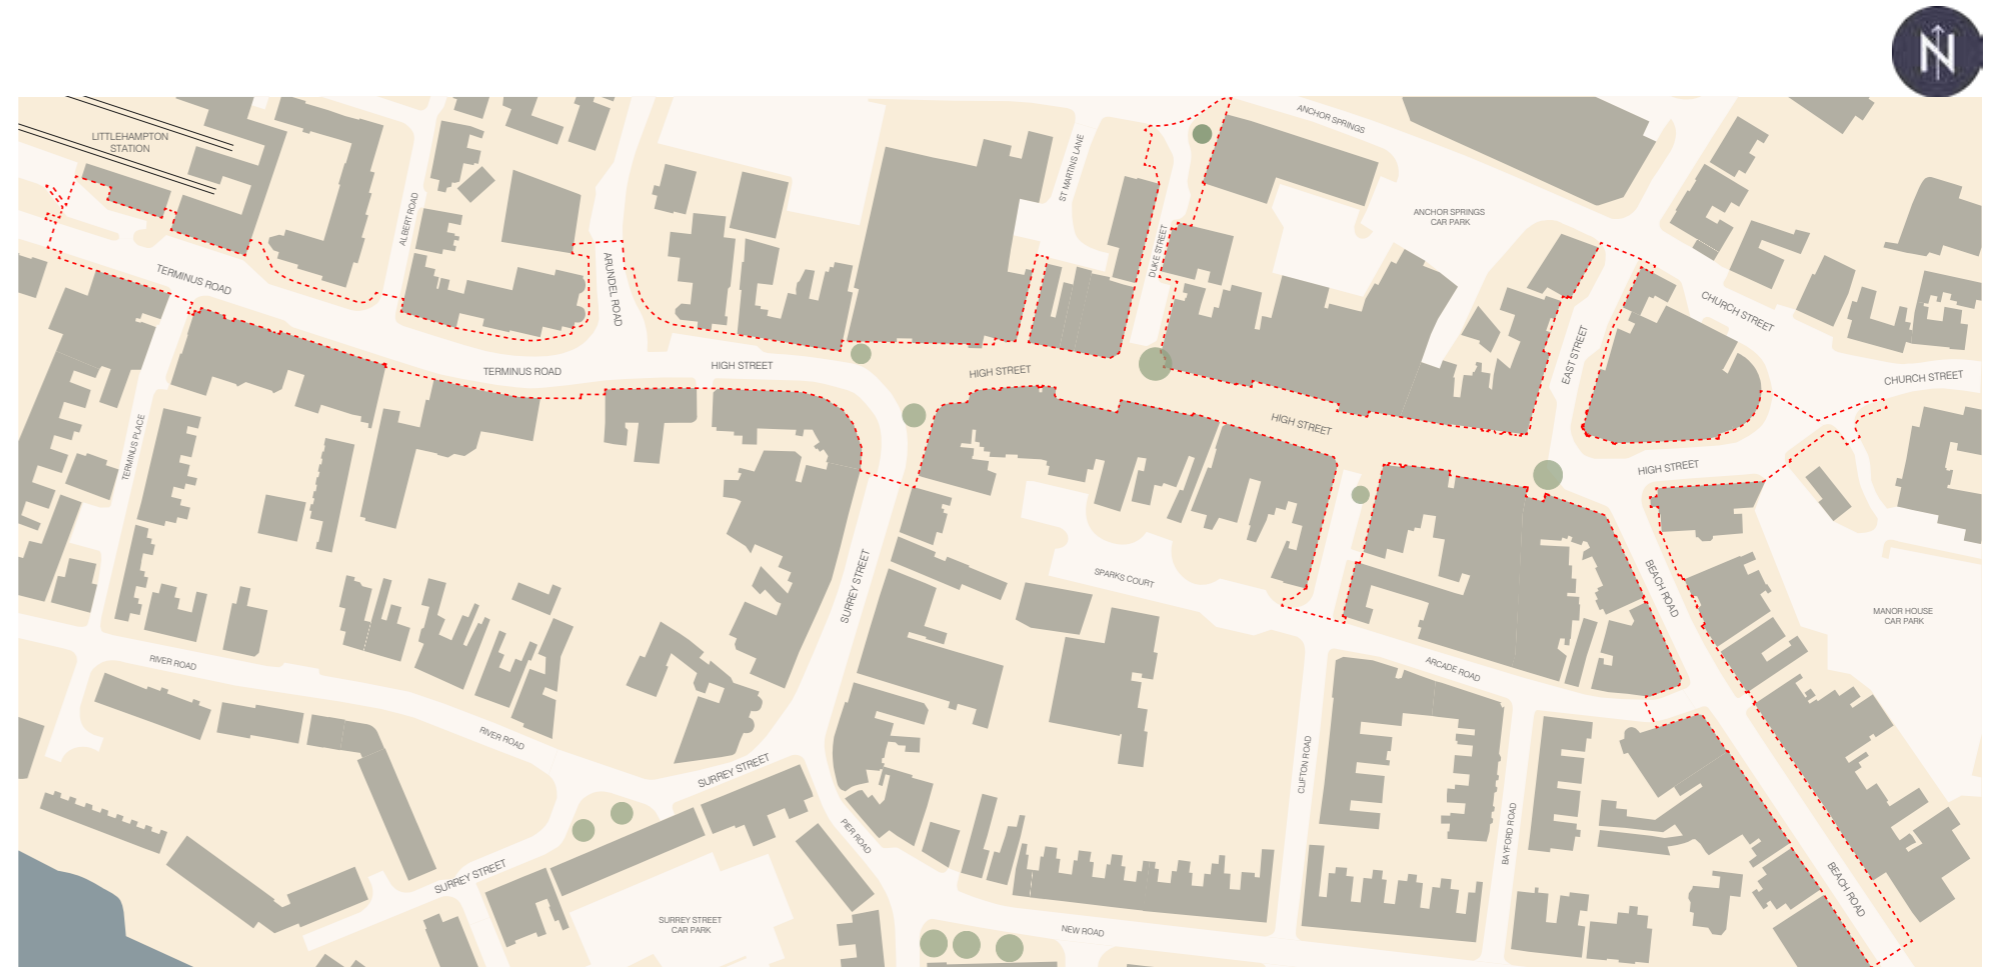 N
LITTLEHAMPTON
STATION
ANCHOR SPRINGS
ST MARTINS LANE
ALBERT ROAD
ANCHOR SPRINGS
CAR PARK
DUKE STREET
TERMINUS ROAD
ARUNDEL ROAD
CHURCH STREET
EAST STREET
HIGH STREET
TERMINUS ROAD
HIGH STREET
CHURCH STREET
HIGH STREET
TERMINUS PLACE
HIGH STREET
SURREY STREET
SPARKS COURT
BEACH ROAD
MANOR HOUSE
CAR PARK
RIVER ROAD
ARCADE ROAD
RIVER ROAD
SURREY STREET
CLIFTON ROAD
PIER ROAD
BAYFORD ROAD
SURREY STREET
BEACH ROAD
SURREY STREET
CAR PARK
NEW ROAD